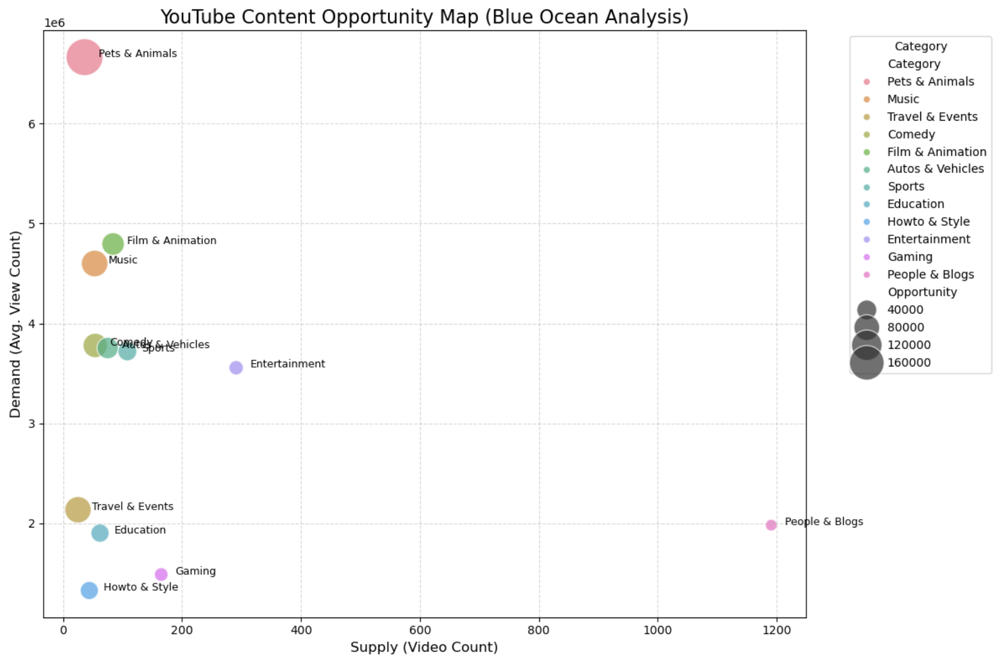 YouTube Content Opportunity Map (Blue Ocean Analysis)
1e6
Pets & Animals
Film & Animation
Music
Comedy
Autos & Vehicles
Sports
Entertainment
Travel & Events
Education
People & Blogs
Gaming
Howto & Style
6
5
4
3
2
Demand (Avg. View Count)
0 200 400 600 800 1000 1200
Supply (Video Count)
Category
Category
Pets & Animals
Music
Travel & Events
Comedy
Film & Animation
Autos & Vehicles
Sports
Education
Howto & Style
Entertainment
Gaming
People & Blogs
Opportunity
40000
80000
120000
160000